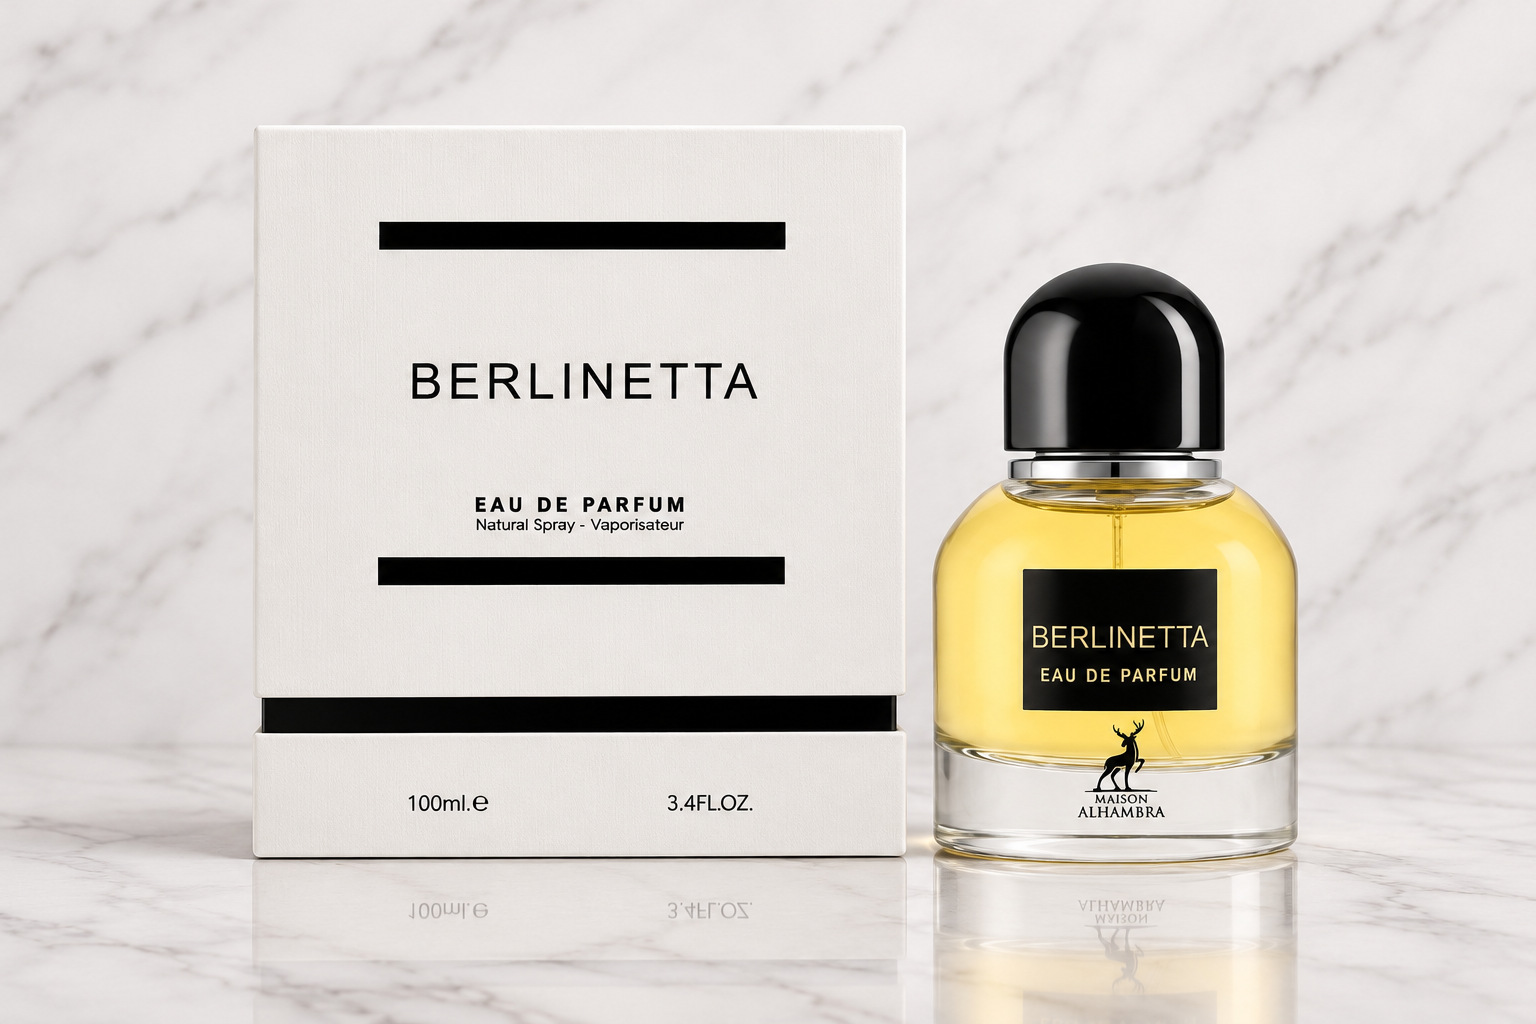 BERLINETTA
EAU DE PARFUM
Natural Spray - Vaporisateur
100ml.e 3.4FL.OZ.
BERLINETTA
EAU DE PARFUM
MAISON
ALHAMBRA